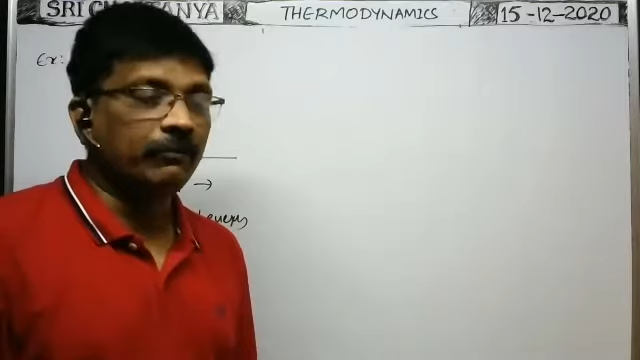 SRI CHAITANYA THERMODYNAMICS 15-12-2020
Ex:
→